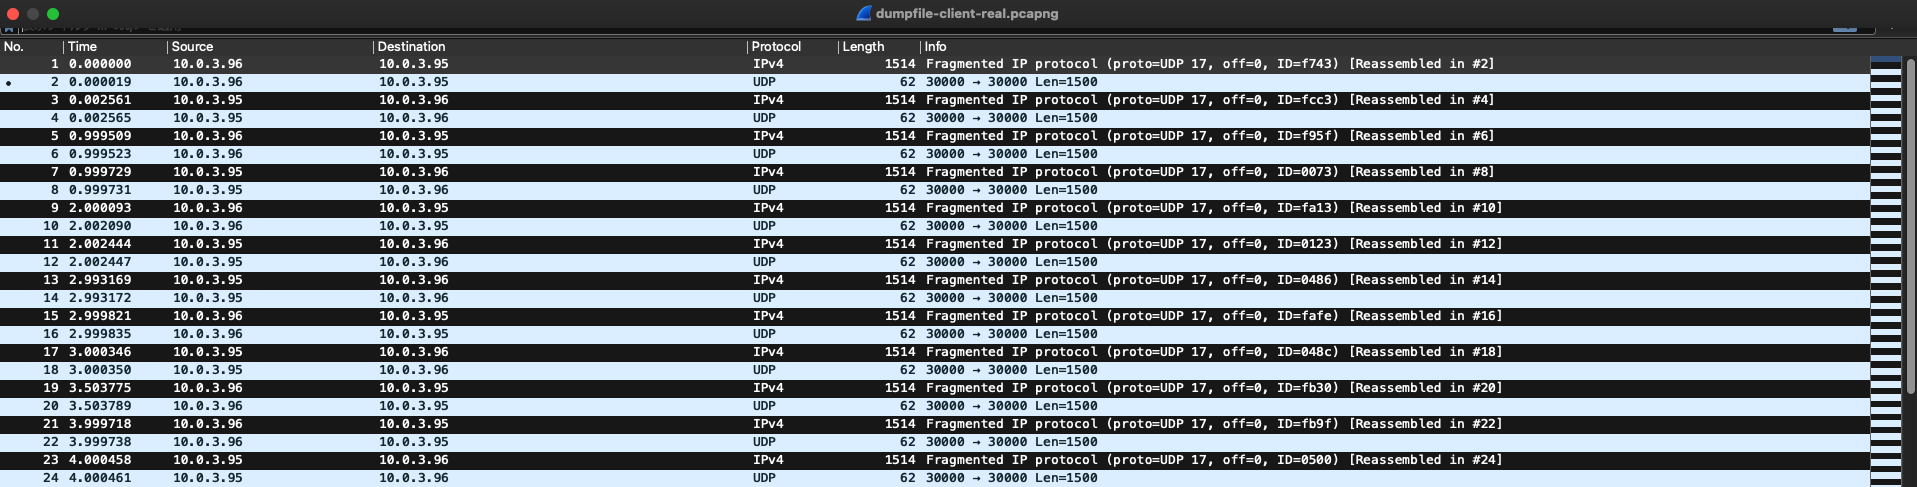 dumpfile-client-real.pcapng
No. Time Source Destination Protocol Length Info
1 0.000000 10.0.3.96 10.0.3.95 IPv4 1514 Fragmented IP protocol (proto=UDP 17, off=0, ID=f743) [Reassembled in #2]
2 0.000019 10.0.3.96 10.0.3.95 UDP 62 30000 → 30000 Len=1500
3 0.002561 10.0.3.95 10.0.3.96 IPv4 1514 Fragmented IP protocol (proto=UDP 17, off=0, ID=fcc3) [Reassembled in #4]
4 0.002565 10.0.3.95 10.0.3.96 UDP 62 30000 → 30000 Len=1500
5 0.999509 10.0.3.96 10.0.3.95 IPv4 1514 Fragmented IP protocol (proto=UDP 17, off=0, ID=f95f) [Reassembled in #6]
6 0.999523 10.0.3.96 10.0.3.95 UDP 62 30000 → 30000 Len=1500
7 0.999729 10.0.3.95 10.0.3.96 IPv4 1514 Fragmented IP protocol (proto=UDP 17, off=0, ID=0073) [Reassembled in #8]
8 0.999731 10.0.3.95 10.0.3.96 UDP 62 30000 → 30000 Len=1500
9 2.000093 10.0.3.96 10.0.3.95 IPv4 1514 Fragmented IP protocol (proto=UDP 17, off=0, ID=fa13) [Reassembled in #10]
10 2.002090 10.0.3.96 10.0.3.95 UDP 62 30000 → 30000 Len=1500
11 2.002444 10.0.3.95 10.0.3.96 IPv4 1514 Fragmented IP protocol (proto=UDP 17, off=0, ID=0123) [Reassembled in #12]
12 2.002447 10.0.3.95 10.0.3.96 UDP 62 30000 → 30000 Len=1500
13 2.993169 10.0.3.95 10.0.3.96 IPv4 1514 Fragmented IP protocol (proto=UDP 17, off=0, ID=0486) [Reassembled in #14]
14 2.993172 10.0.3.95 10.0.3.96 UDP 62 30000 → 30000 Len=1500
15 2.999821 10.0.3.96 10.0.3.95 IPv4 1514 Fragmented IP protocol (proto=UDP 17, off=0, ID=fafe) [Reassembled in #16]
16 2.999835 10.0.3.96 10.0.3.95 UDP 62 30000 → 30000 Len=1500
17 3.000346 10.0.3.95 10.0.3.96 IPv4 1514 Fragmented IP protocol (proto=UDP 17, off=0, ID=048c) [Reassembled in #18]
18 3.000350 10.0.3.95 10.0.3.96 UDP 62 30000 → 30000 Len=1500
19 3.503775 10.0.3.96 10.0.3.95 IPv4 1514 Fragmented IP protocol (proto=UDP 17, off=0, ID=fb30) [Reassembled in #20]
20 3.503789 10.0.3.96 10.0.3.95 UDP 62 30000 → 30000 Len=1500
21 3.999718 10.0.3.96 10.0.3.95 IPv4 1514 Fragmented IP protocol (proto=UDP 17, off=0, ID=fb9f) [Reassembled in #22]
22 3.999738 10.0.3.96 10.0.3.95 UDP 62 30000 → 30000 Len=1500
23 4.000458 10.0.3.95 10.0.3.96 IPv4 1514 Fragmented IP protocol (proto=UDP 17, off=0, ID=0500) [Reassembled in #24]
24 4.000461 10.0.3.95 10.0.3.96 UDP 62 30000 → 30000 Len=1500